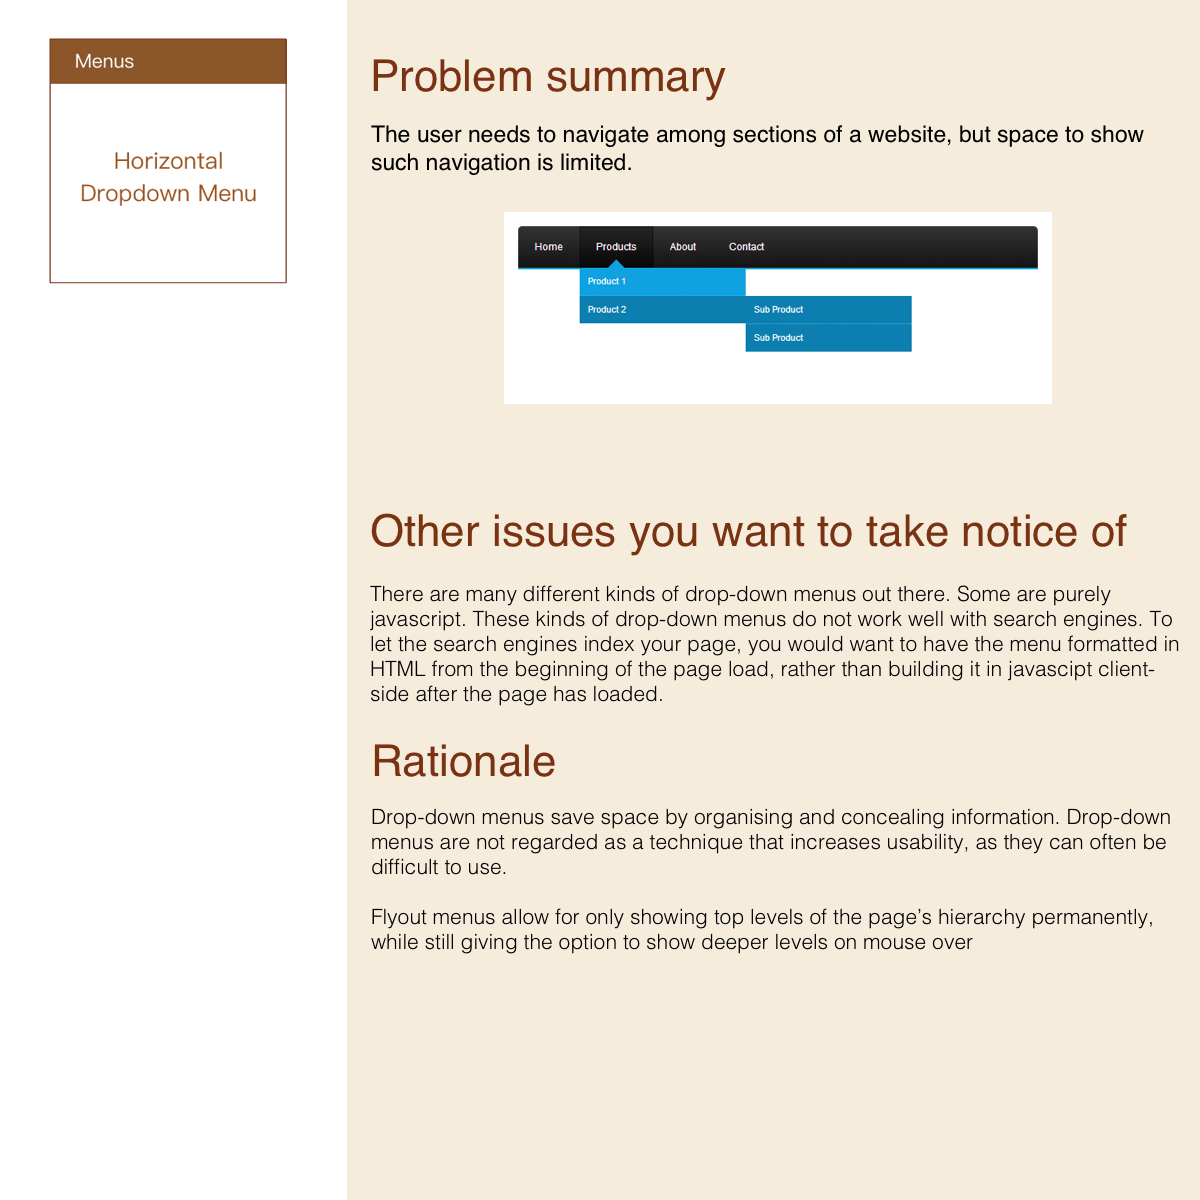 Menus
Horizontal
Dropdown Menu
Problem summary
The user needs to navigate among sections of a website, but space to show
such navigation is limited.
Home Products About Contact
Product 1
Product 2 Sub Product
Sub Product
Other issues you want to take notice of
There are many different kinds of drop-down menus out there. Some are purely
javascript. These kinds of drop-down menus do not work well with search engines. To
let the search engines index your page, you would want to have the menu formatted in
HTML from the beginning of the page load, rather than building it in javascipt client-
side after the page has loaded.
Rationale
Drop-down menus save space by organising and concealing information. Drop-down
menus are not regarded as a technique that increases usability, as they can often be
difficult to use.
Flyout menus allow for only showing top levels of the page’s hierarchy permanently,
while still giving the option to show deeper levels on mouse over